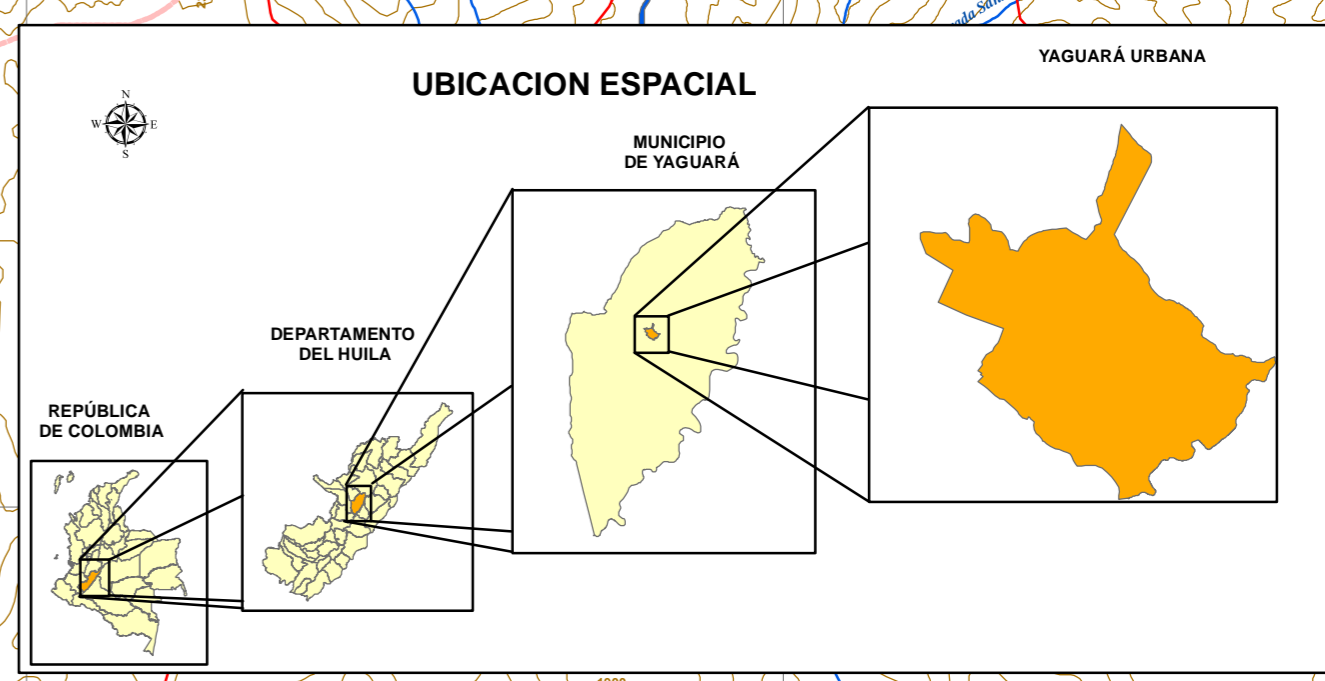 YAGUARÁ URBANA
UBICACION ESPACIAL
N
W E
S
MUNICIPIO
DE YAGUARÁ
DEPARTAMENTO
DEL HUILA
REPÚBLICA
DE COLOMBIA